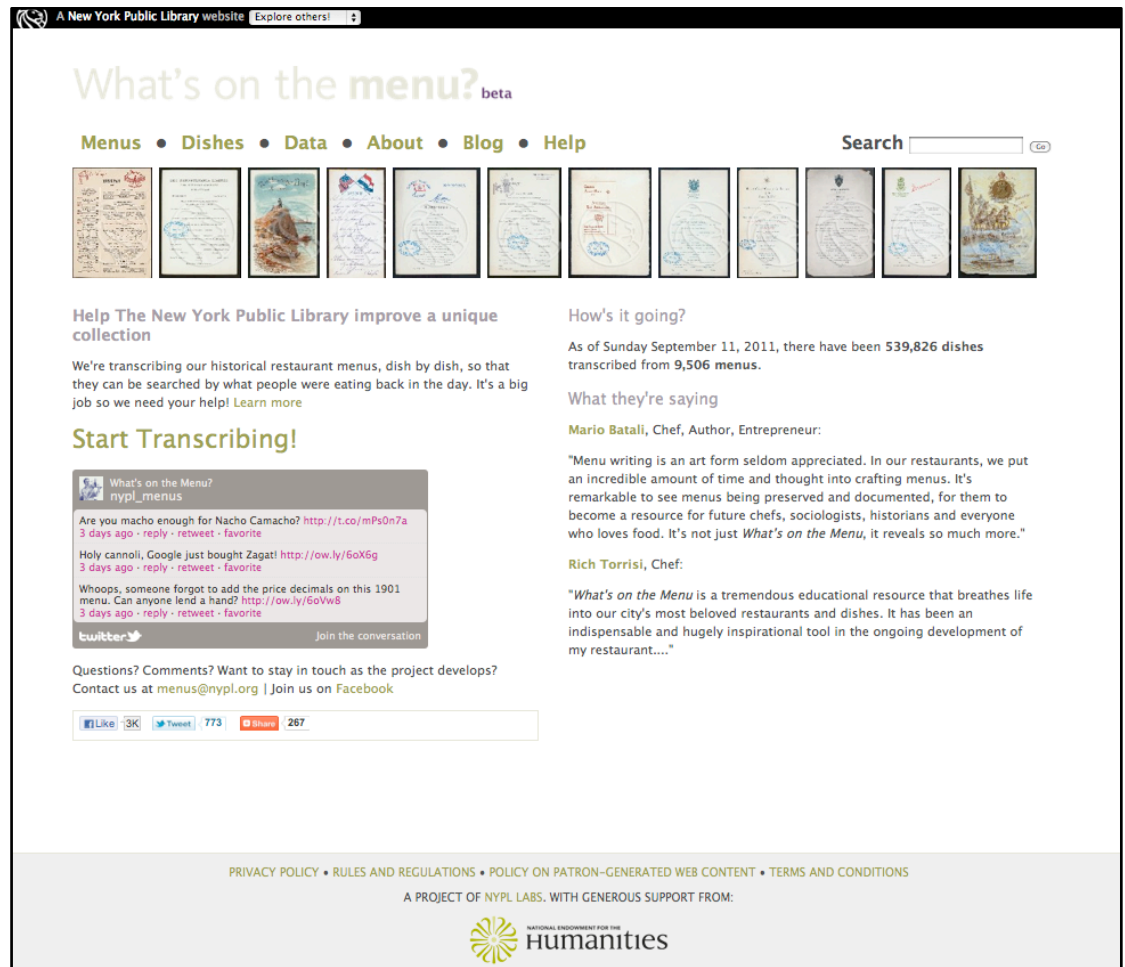 A New York Public Library website Explore others!
What's on the menu? beta
Menus • Dishes • Data • About • Blog • Help
Search Go
Help The New York Public Library improve a unique
collection
We're transcribing our historical restaurant menus, dish by dish, so that
they can be searched by what people were eating back in the day. It's a big
job so we need your help! Learn more
Start Transcribing!
What's on the Menu?
nypl_menus
Are you macho enough for Nacho Camacho? http://t.co/mPs0n7a
3 days ago · reply · retweet · favorite
Holy cannoli, Google just bought Zagat! http://ow.ly/6oX6g
3 days ago · reply · retweet · favorite
Whoops, someone forgot to add the price decimals on this 1901
menu. Can anyone lend a hand? http://ow.ly/6oVw8
3 days ago · reply · retweet · favorite
twitter Join the conversation
Questions? Comments? Want to stay in touch as the project develops?
Contact us at menus@nypl.org | Join us on Facebook
Like 3K Tweet 773 Share 267
How's it going?
As of Sunday September 11, 2011, there have been 539,826 dishes
transcribed from 9,506 menus.
What they're saying
Mario Batali, Chef, Author, Entrepreneur:
"Menu writing is an art form seldom appreciated. In our restaurants, we put
an incredible amount of time and thought into crafting menus. It's
remarkable to see menus being preserved and documented, for them to
become a resource for future chefs, sociologists, historians and everyone
who loves food. It's not just What's on the Menu, it reveals so much more."
Rich Torrisi, Chef:
"What's on the Menu is a tremendous educational resource that breathes life
into our city's most beloved restaurants and dishes. It has been an
indispensable and hugely inspirational tool in the ongoing development of
my restaurant...."
PRIVACY POLICY • RULES AND REGULATIONS • POLICY ON PATRON-GENERATED WEB CONTENT • TERMS AND CONDITIONS
A PROJECT OF NYPL LABS. WITH GENEROUS SUPPORT FROM:
NATIONAL ENDOWMENT FOR THE
Humanities